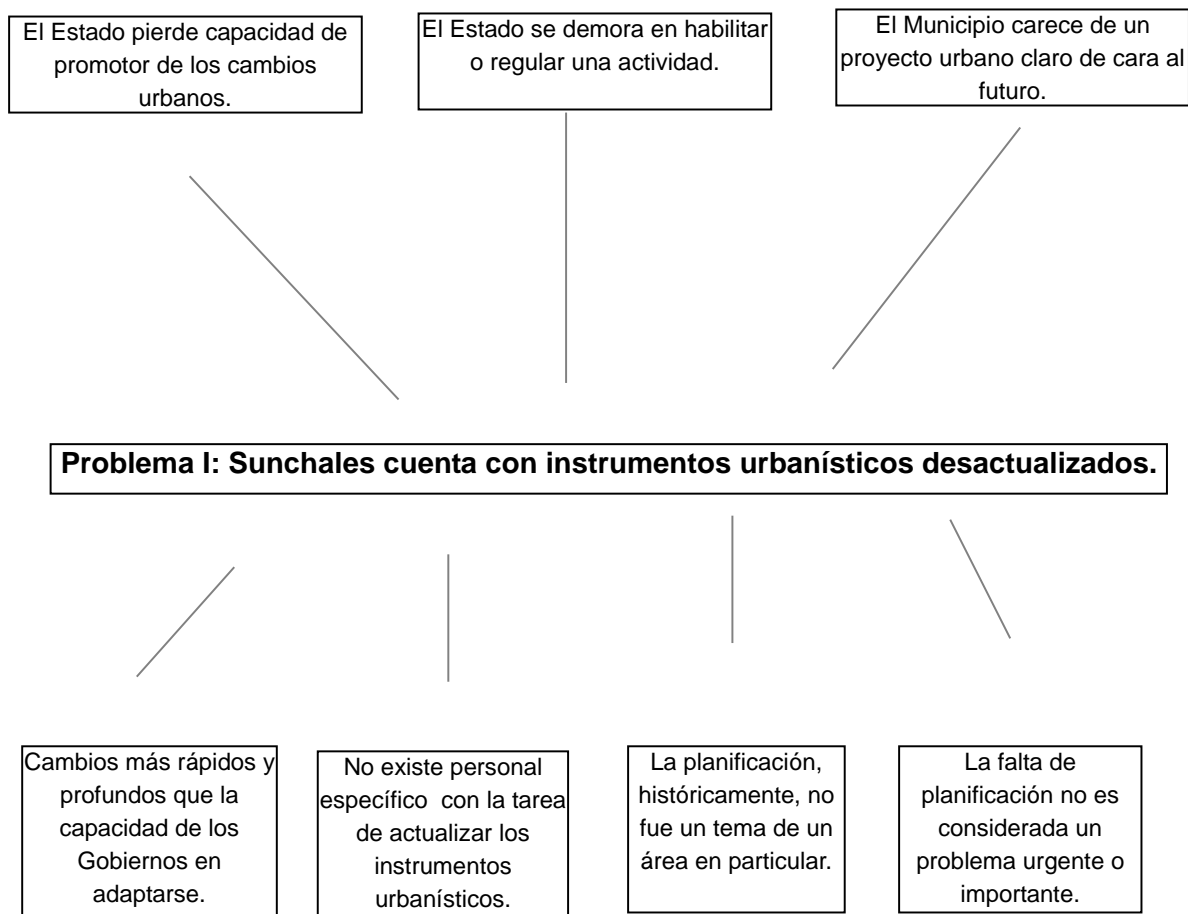 El Estado pierde capacidad de
promotor de los cambios
urbanos.
El Estado se demora en habilitar
o regular una actividad.
El Municipio carece de un
proyecto urbano claro de cara al
futuro.
Problema I: Sunchales cuenta con instrumentos urbanísticos desactualizados.
Cambios más rápidos y
profundos que la
capacidad de los
Gobiernos en
adaptarse.
No existe personal
específico  con la tarea
de actualizar los
instrumentos
urbanísticos.
La planificación,
históricamente, no
fue un tema de un
área en particular.
La falta de
planificación no es
considerada un
problema urgente o
importante.